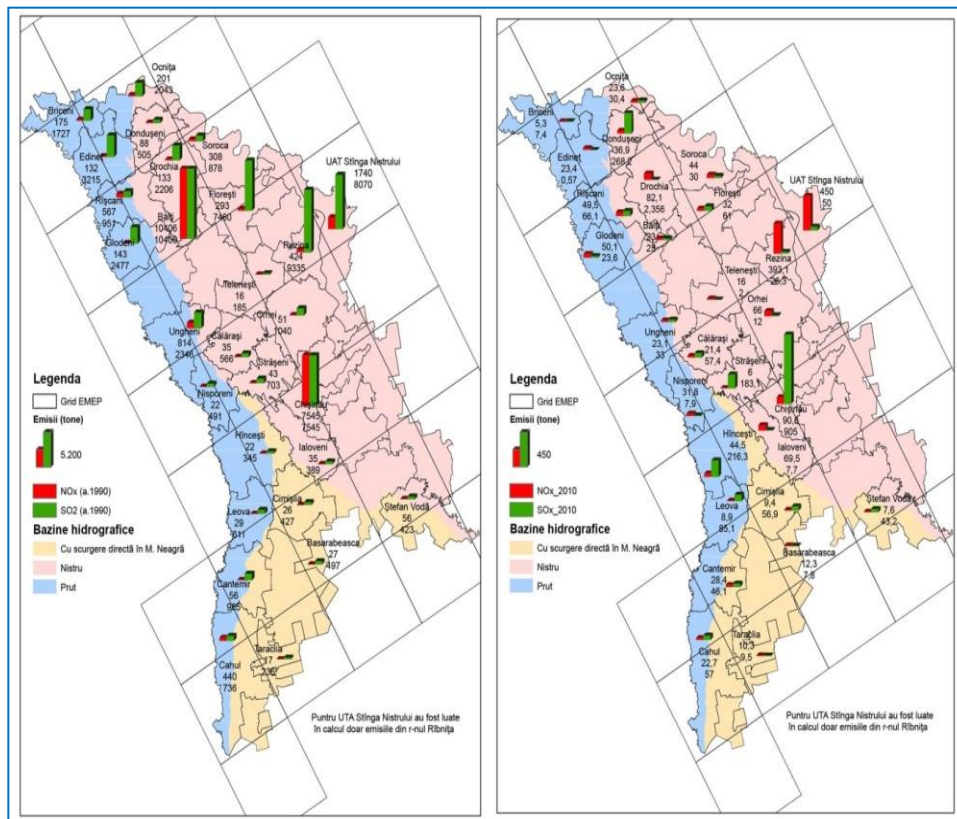 Ocnița
201
2043
Briceni
175
1727
Dondușeni
88
505
Edineț
132
3215
Soroca
308
878
Drochia
133
2206
UAT Stînga Nistrului
1740
8070
Rîșcani
567
951
Florești
293
Bălți
10406
Glodeni
143
2477
Rezina
424
9335
Telenești
16
185
Orhei
51
1040
Ungheni
814
2346
Călărași
35
566
Strășeni
43
703
Legenda
Grid EMEP
Emisii (tone)
5.200
NOx (a.1990)
SO2 (a.1990)
Bazine hidrografice
Cu scurgere directă în M. Neagră
Nistru
Prut
Nisporeni
22
491
Chișinău
7545
7545
Hîncești
22
345
Ialoveni
35
389
Cimișlia
26
427
Ștefan Vodă
56
423
Leova
29
611
Basarabeasca
27
497
Cantemir
56
Taraclia
17
Cahul
440
736
Puntru UTA Stînga Nistrului au fost luate
în calcul doar emisiile din r-nul Rîbnița
Ocnița
23,6
30,4
Briceni
5,3
7,4
Dondușeni
36,9
268,2
Edineț
23,4
0,57
Soroca
44
30
UAT Stînga Nistrului
450
50
Rîșcani
49,5
66,1
Drochia
82,1
2,356
Florești
32
61
Bălți
Glodeni
50,1
23,6
Rezina
393,1
26,3
Telenești
16
2
Orhei
66
12
Ungheni
23,1
33
Călărași
21,4
57,4
Strășeni
6
183,1
Legenda
Grid EMEP
Emisii (tone)
450
NOx_2010
SOx_2010
Bazine hidrografice
Cu scurgere directă în M. Neagră
Nistru
Prut
Nisporeni
31,8
7,9
Chișinău
905
Hîncești
44,5
216,3
Ialoveni
69,5
7,7
Cimișlia
9,4
56,9
Ștefan Vodă
7,6
43,2
Leova
8,9
85,1
Basarabeasca
12,3
7,6
Cantemir
28,4
46,1
Taraclia
10,3
9,5
Cahul
22,7
57
Puntru UTA Stînga Nistrului au fost luate
în calcul doar emisiile din r-nul Rîbnița